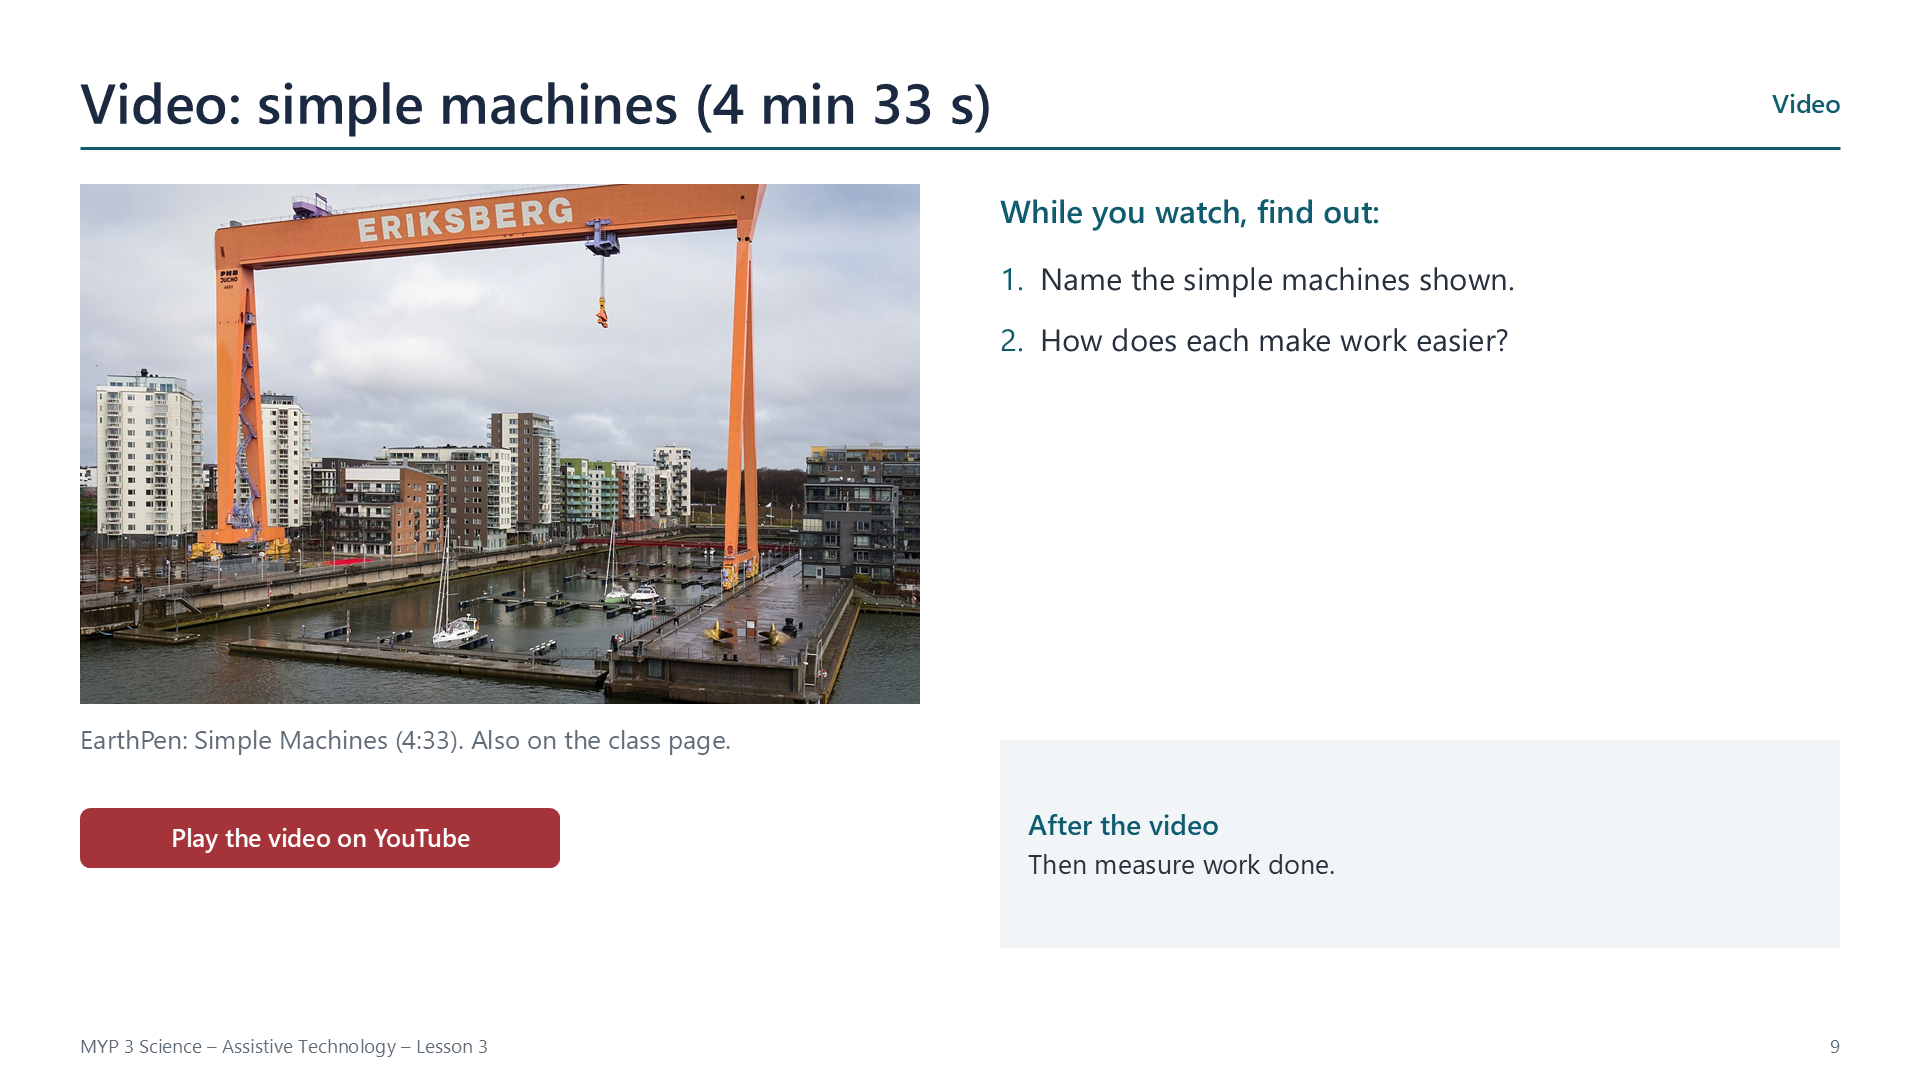 Video: simple machines (4 min 33 s)
Video
ERIKSBERG
While you watch, find out:
1. Name the simple machines shown.
2. How does each make work easier?
EarthPen: Simple Machines (4:33). Also on the class page.
Play the video on YouTube
After the video
Then measure work done.
MYP 3 Science – Assistive Technology – Lesson 3
9